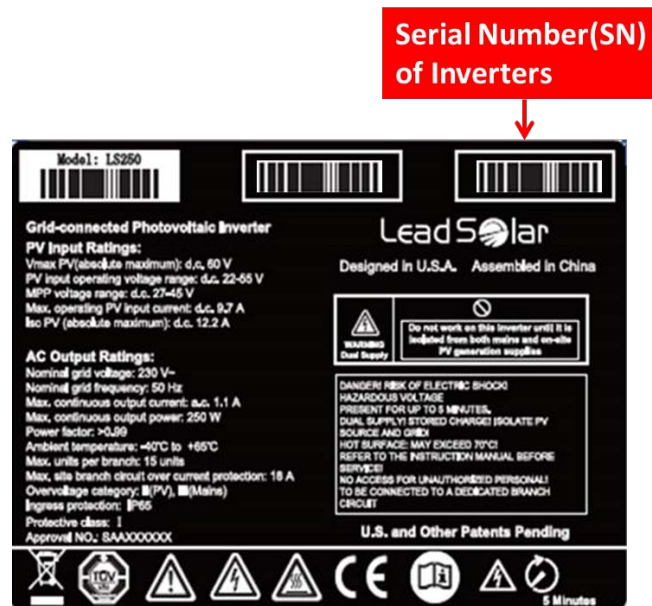 Serial Number(SN)
of Inverters
Model: LS250
Grid-connected Photovoltaic Inverter
PV Input Ratings:
Vmax PV(absolute maximum): d.c. 60 V
PV input operating voltage range: d.c. 22-55 V
MPP voltage range: d.c. 27-45 V
Max. operating PV input current: d.c. 9.7 A
Isc PV (absolute maximum): d.c. 12.2 A
AC Output Ratings:
Nominal grid voltage: 230 V~
Nominal grid frequency: 50 Hz
Max. continuous output current: a.c. 1.1 A
Max. continuous output power: 250 W
Power factor: >0.99
Ambient temperature: -40°C to +65°C
Max. units per branch: 15 units
Max. site branch circuit over current protection: 18 A
Overvoltage category: (PV), (Mains)
Ingress protection: IP65
Protective class: I
Approval NO.: SAAXXXXXX
LeadSolar
Designed in U.S.A. Assembled in China
WARNING
Dual Supply
Do not work on this inverter until it is
isolated from both mains and on-site
PV generation supplies
DANGER! RISK OF ELECTRIC SHOCK!
HAZARDOUS VOLTAGE
PRESENT FOR UP TO 5 MINUTES.
DUAL SUPPLY! STORED CHARGE! ISOLATE PV
SOURCE AND GRID!
HOT SURFACE: MAY EXCEED 70°C!
REFER TO THE INSTRUCTION MANUAL BEFORE
SERVICE!
NO ACCESS FOR UNAUTHORIZED PERSONAL!
TO BE CONNECTED TO A DEDICATED BRANCH
CIRCUIT
U.S. and Other Patents Pending
TÜV
CE
5 Minutes